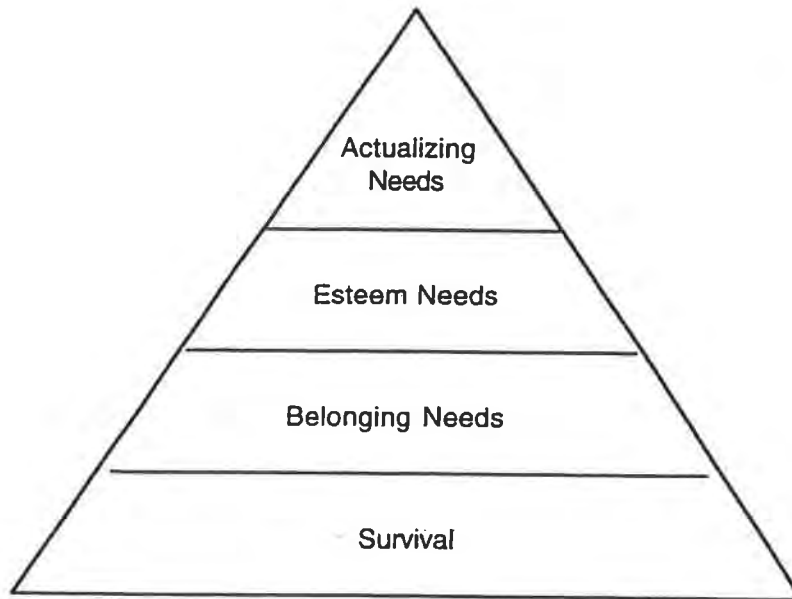 Actualizing
Needs
Esteem Needs
Belonging Needs
Survival